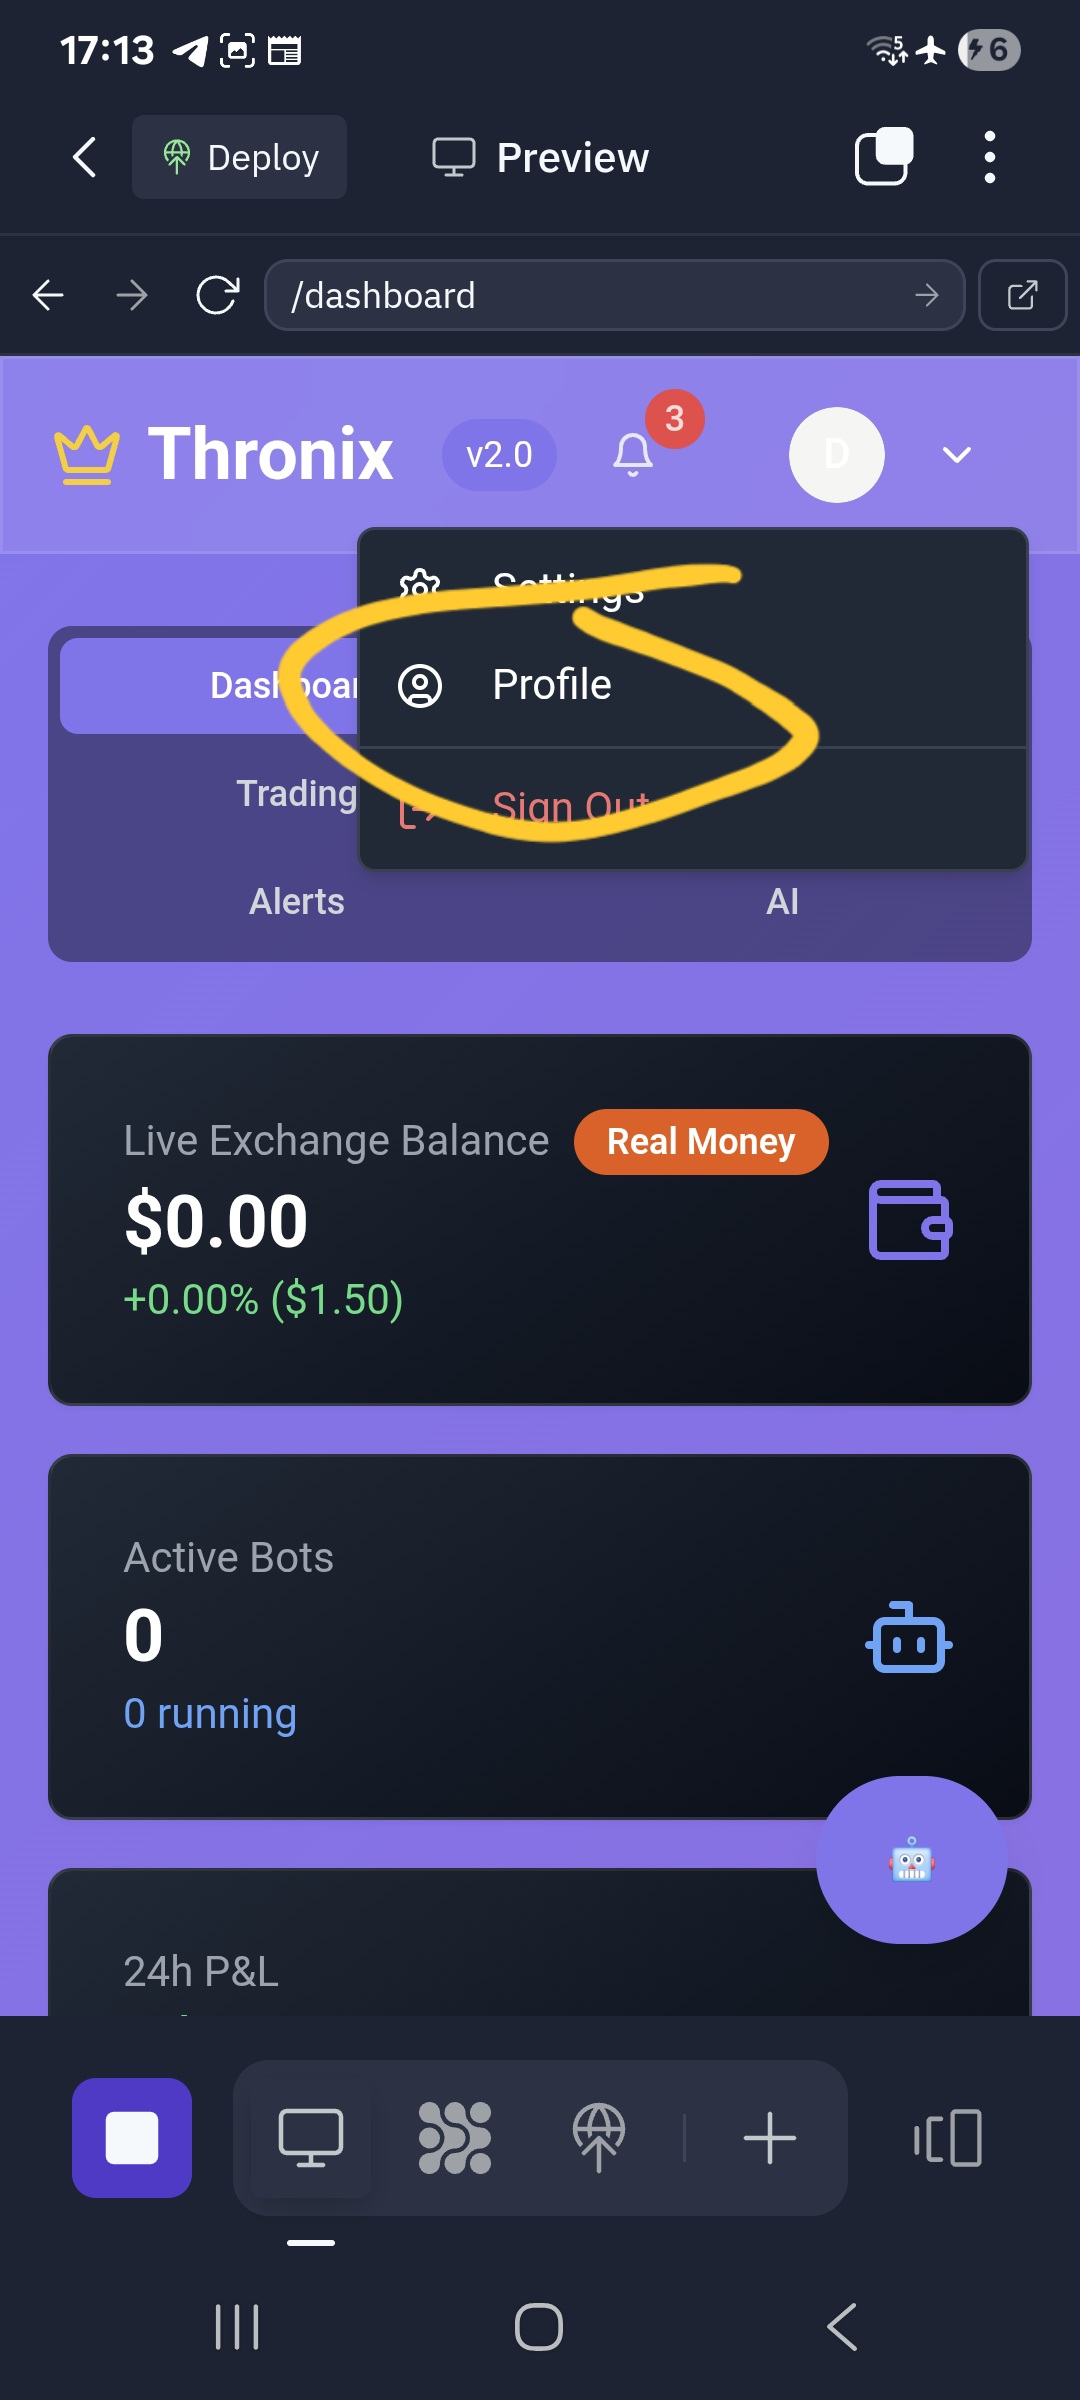 17:13
5
6
Deploy
Preview
/dashboard
Thronix
v2.0
3
D
Settings
Profile
Sign Out
Dashboar
Trading
Alerts
AI
Live Exchange Balance
Real Money
$0.00
+0.00% ($1.50)
Active Bots
0
0 running
24h P&L